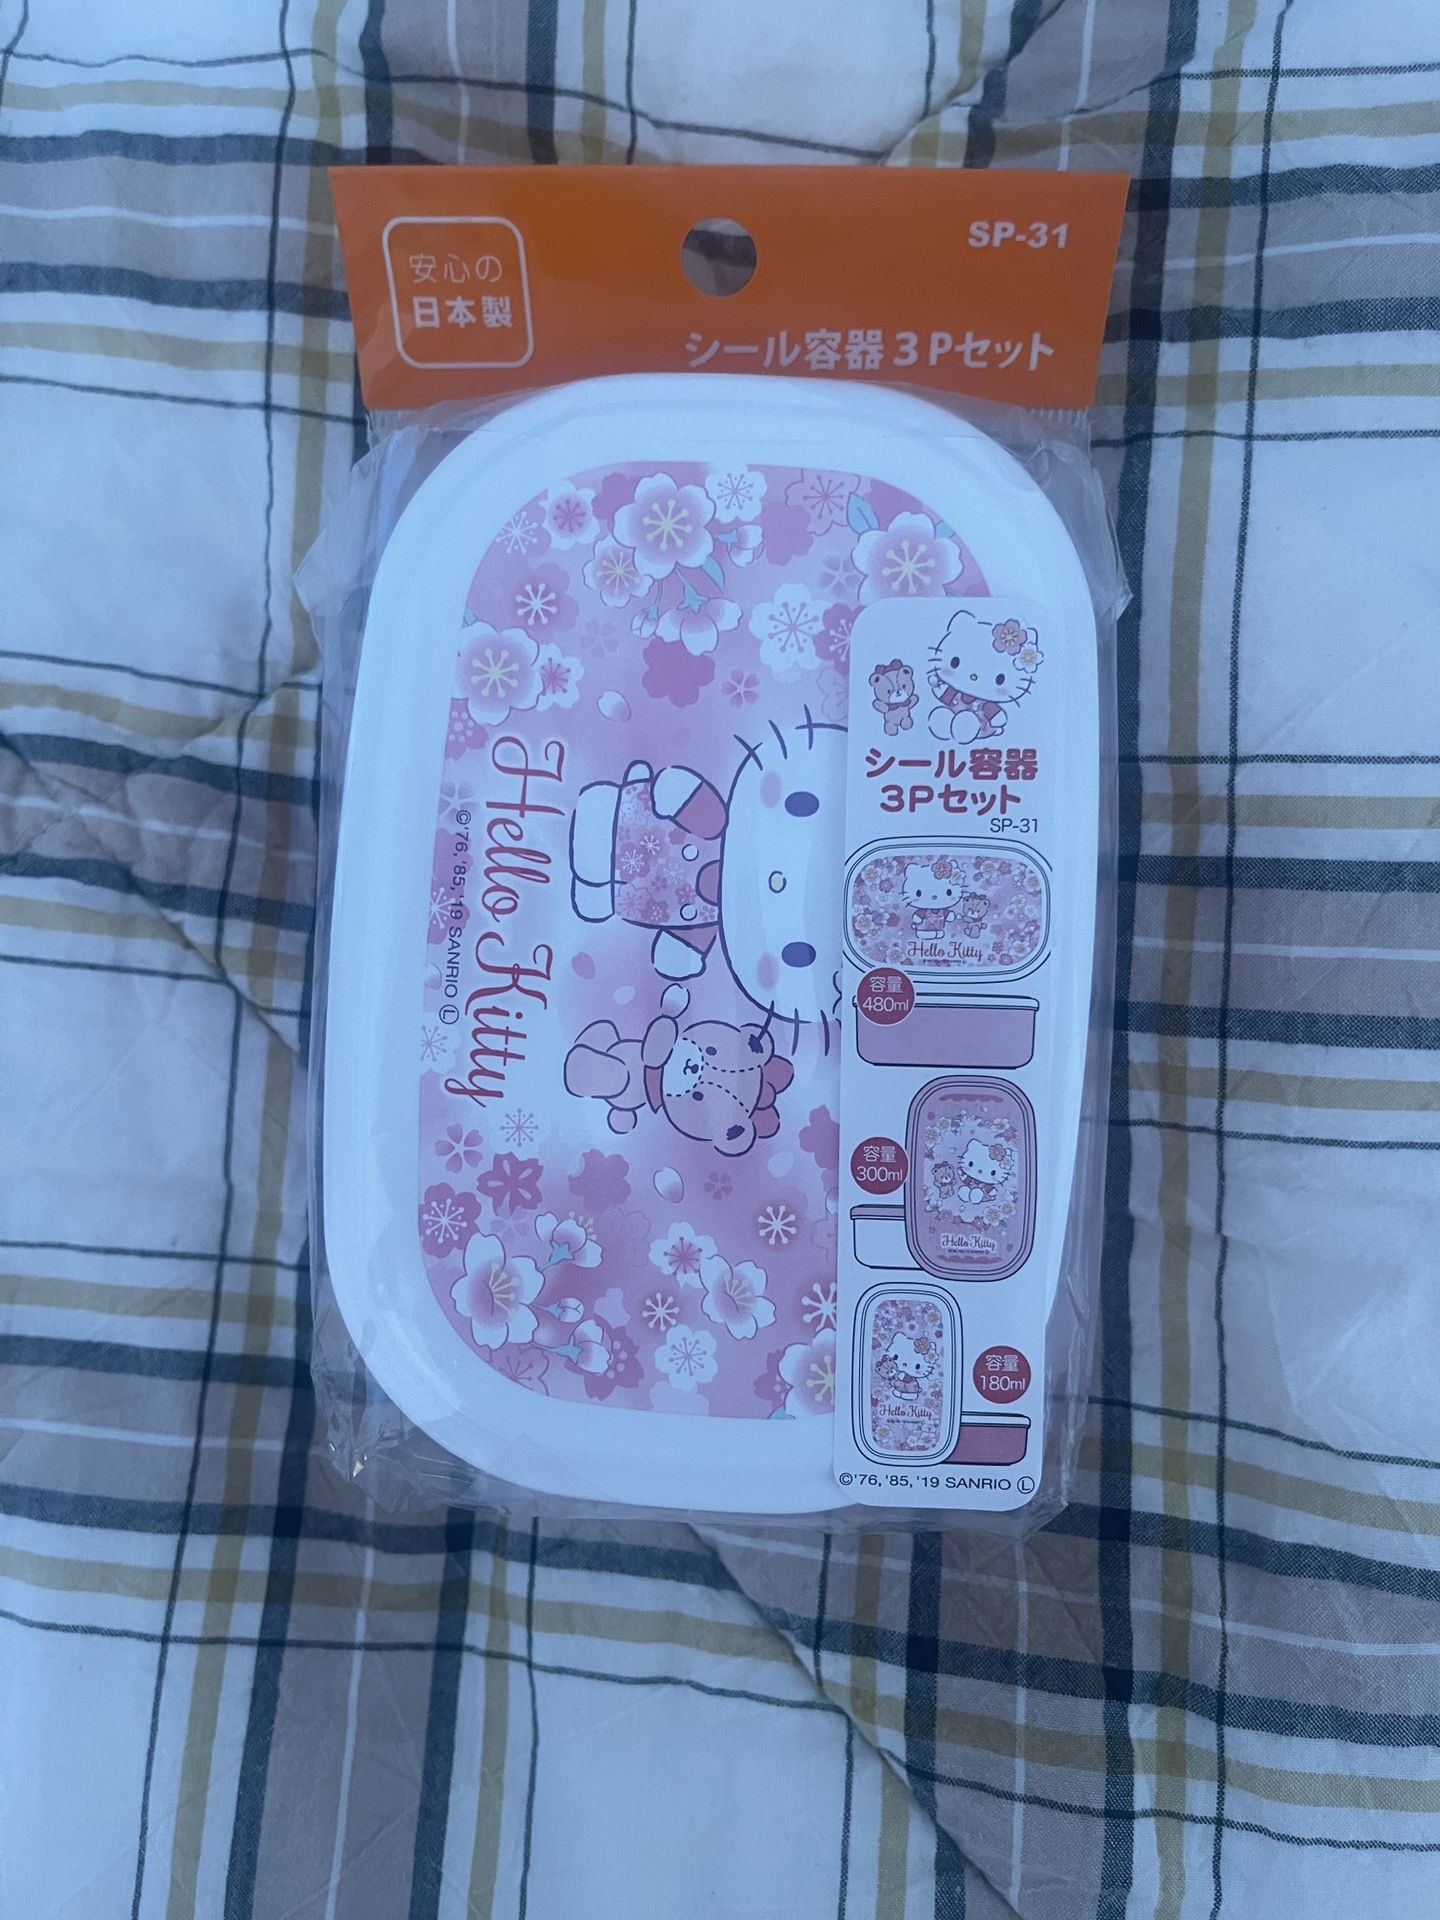 安心の
日本製
SP-31
シール容器3Pセット
Hello Kitty
©'76, '85, '19 SANRIO Ⓛ
シール容器
3Pセット
SP-31
Hello Kitty
容量
480ml
容量
300ml
Hello Kitty
容量
180ml
Hello Kitty
©'76, '85, '19 SANRIO Ⓛ